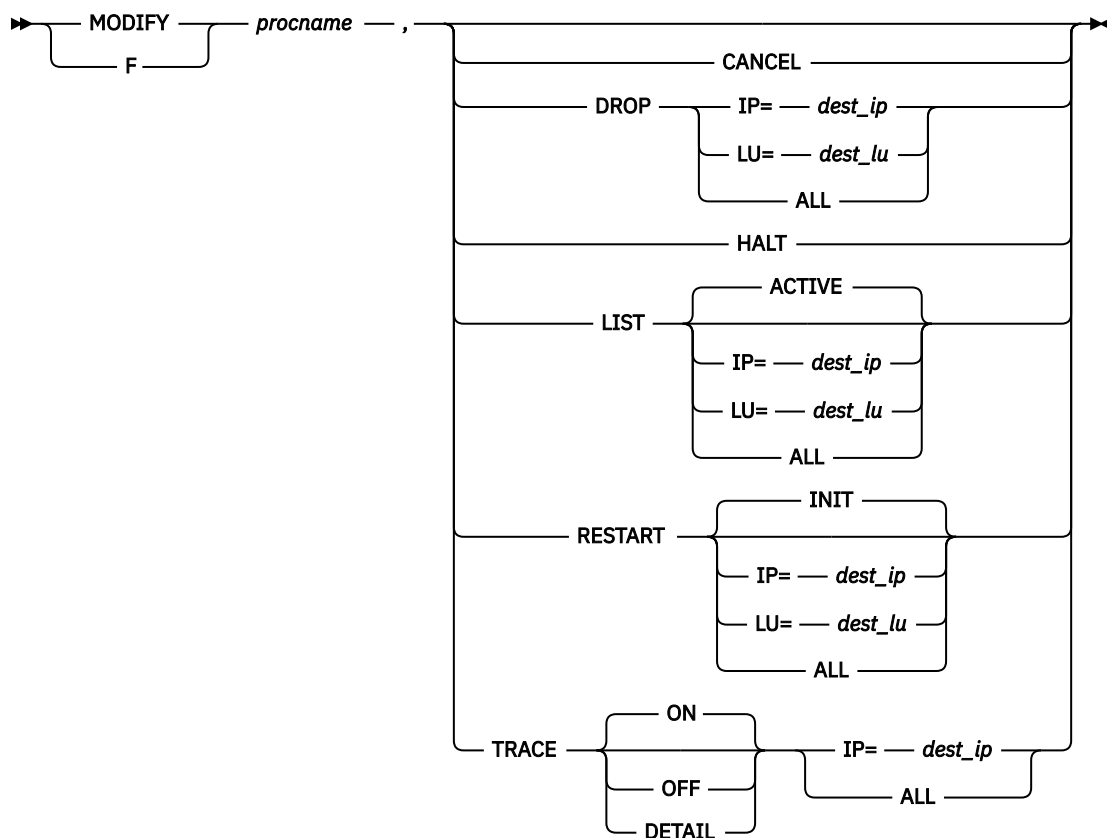 MODIFY procname ,
F
CANCEL
DROP IP= dest_ip
LU= dest_lu
ALL
HALT
ACTIVE
LIST
IP= dest_ip
LU= dest_lu
ALL
INIT
RESTART
IP= dest_ip
LU= dest_lu
ALL
ON
TRACE IP= dest_ip
OFF ALL
DETAIL